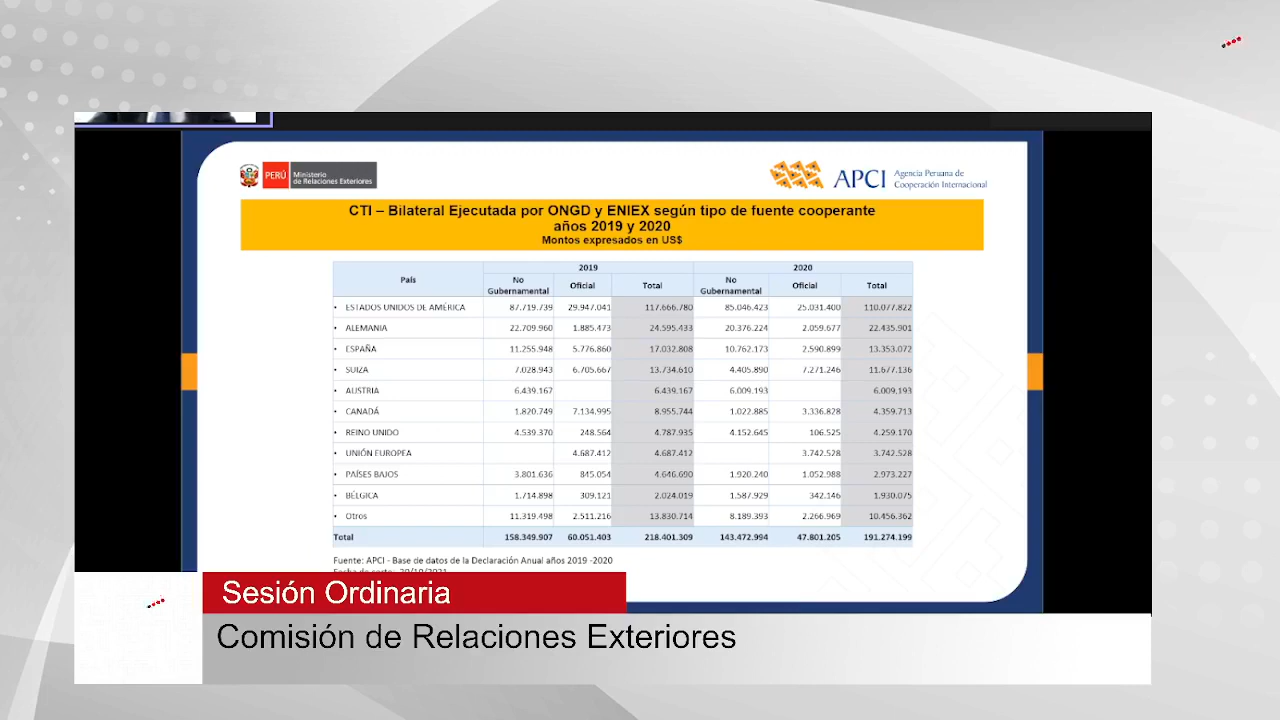 PERÚ
Ministerio
de Relaciones Exteriores
APCI
Agencia Peruana de
Cooperación Internacional
CTI – Bilateral Ejecutada por ONGD y ENIEX según tipo de fuente cooperante
años 2019 y 2020
Montos expresados en US$
País 2019 2020
No Gubernamental Oficial Total No Gubernamental Oficial Total
• ESTADOS UNIDOS DE AMÉRICA 87.719.739 29.947.041 117.666.780 85.046.423 25.031.400 110.077.822
• ALEMANIA 22.709.960 1.885.473 24.595.433 20.376.224 2.059.677 22.435.901
• ESPAÑA 11.255.948 5.776.860 17.032.808 10.762.173 2.590.899 13.353.072
• SUIZA 7.028.943 6.705.667 13.734.610 4.405.890 7.271.246 11.677.136
• AUSTRIA 6.439.167 6.439.167 6.009.193 6.009.193
• CANADÁ 1.820.749 7.134.995 8.955.744 1.022.885 3.336.828 4.359.713
• REINO UNIDO 4.539.370 248.564 4.787.935 4.152.645 106.525 4.259.170
• UNIÓN EUROPEA 4.687.412 4.687.412 3.742.528 3.742.528
• PAÍSES BAJOS 3.801.636 845.054 4.646.690 1.920.240 1.052.988 2.973.227
• BÉLGICA 1.714.898 309.121 2.024.019 1.587.929 342.146 1.930.075
• Otros 11.319.498 2.511.216 13.830.714 8.189.393 2.266.969 10.456.362
Total 158.349.907 60.051.403 218.401.309 143.472.994 47.801.205 191.274.199
Fuente: APCI - Base de datos de la Declaración Anual años 2019 -2020
Sesión Ordinaria
Comisión de Relaciones Exteriores